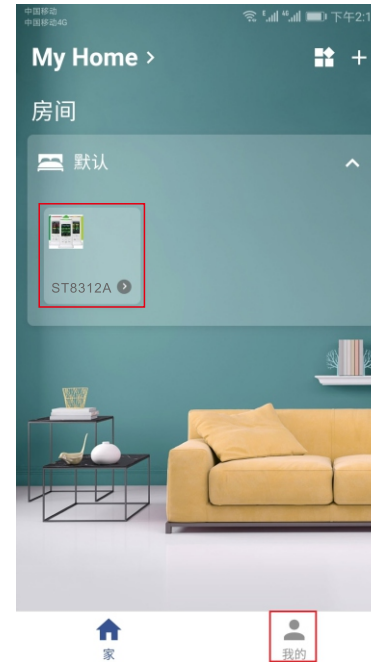 中国移动
中国移动4G
下午2:1
My Home >
房间
默认
ST8312A
家
我的